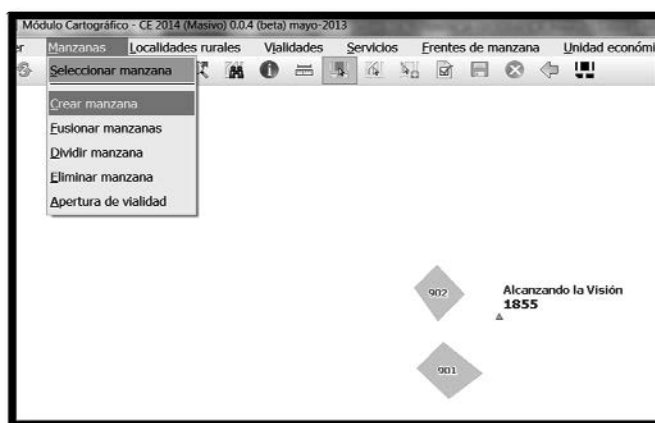 Módulo Cartográfico - CE 2014 (Masivo) 0.0.4 (beta) mayo-2013
er Manzanas Localidades rurales Vialidades Servicios Frentes de manzana Unidad económi
Seleccionar manzana
Crear manzana
Fusionar manzanas
Dividir manzana
Eliminar manzana
Apertura de vialidad
902
Alcanzando la Visión
1855
901